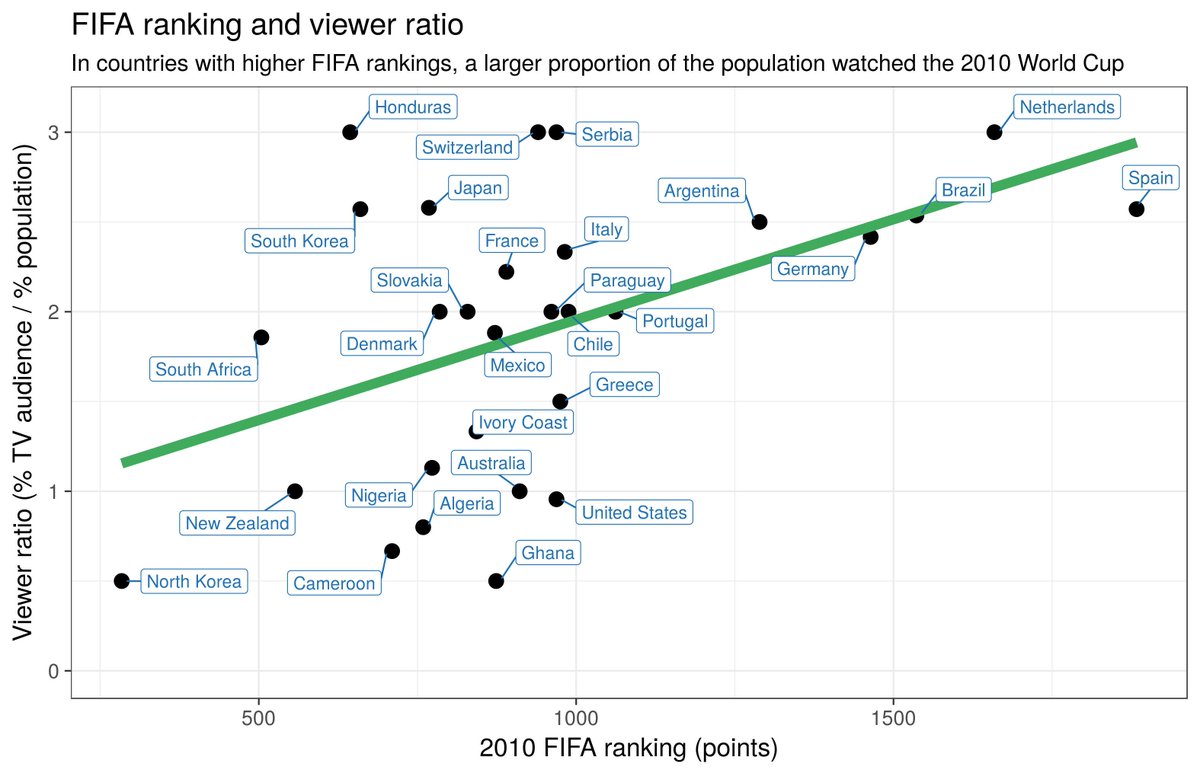 FIFA ranking and viewer ratio
In countries with higher FIFA rankings, a larger proportion of the population watched the 2010 World Cup
Viewer ratio (% TV audience / % population)
3
2
1
0
Honduras
Netherlands
Switzerland
Serbia
Japan
Argentina
Brazil
Spain
South Korea
France
Italy
Germany
Slovakia
Paraguay
Denmark
Portugal
Chile
South Africa
Mexico
Greece
Ivory Coast
Australia
Nigeria
Algeria
New Zealand
United States
Ghana
North Korea
Cameroon
500
1000
1500
2010 FIFA ranking (points)